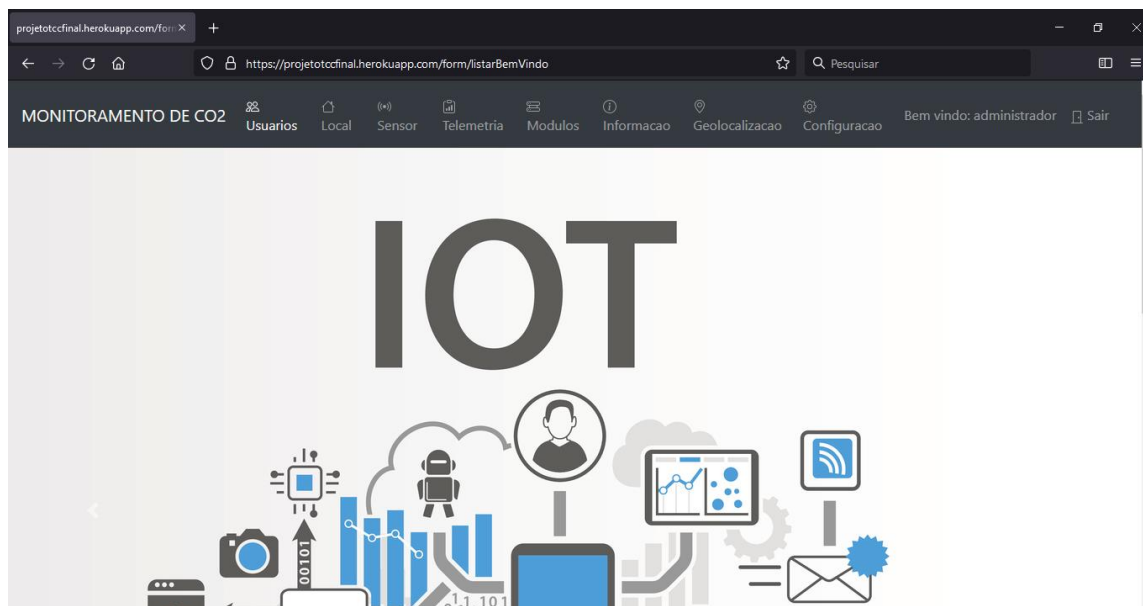 projetotccfinal.herokuapp.com/form
https://projetotccfinal.herokuapp.com/form/listarBemVindo
Pesquisar
MONITORAMENTO DE CO2
Usuarios
Local
Sensor
Telemetria
Modulos
Informacao
Geolocalizacao
Configuracao
Bem vindo: administrador
Sair
IOT
00101
101